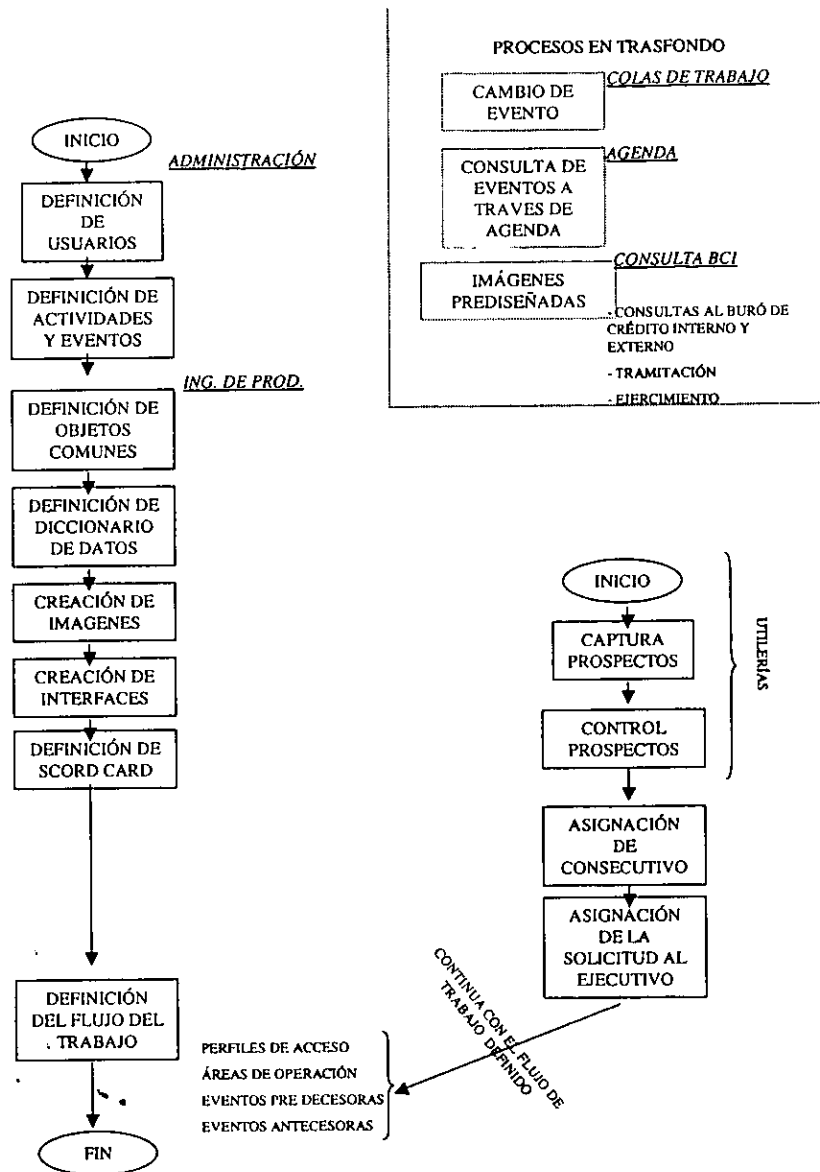 PROCESOS EN TRASFONDO
COLAS DE TRABAJO
CAMBIO DE
EVENTO
AGENDA
CONSULTA DE
EVENTOS A
TRAVES DE
AGENDA
CONSULTA BCI
IMÁGENES
PREDISEÑADAS
- CONSULTAS AL BURÓ DE
CRÉDITO INTERNO Y
EXTERNO
- TRAMITACIÓN
- EJERCIMIENTO
INICIO
ADMINISTRACIÓN
DEFINICIÓN
DE
USUARIOS
DEFINICIÓN DE
ACTIVIDADES
Y EVENTOS
ING. DE PROD.
DEFINICIÓN DE
OBJETOS
COMUNES
DEFINICIÓN DE
DICCIONARIO
DE DATOS
CREACIÓN DE
IMAGENES
CREACIÓN DE
INTERFACES
DEFINICIÓN DE
SCORD CARD
DEFINICIÓN
DEL FLUJO DEL
TRABAJO
FIN
INICIO
CAPTURA
PROSPECTOS
CONTROL
PROSPECTOS
UTILERÍAS
ASIGNACIÓN
DE
CONSECUTIVO
ASIGNACIÓN
DE LA
SOLICITUD AL
EJECUTIVO
CONTINUA CON EL FLUJO DE
TRABAJO DEFINIDO
PERFILES DE ACCESO
ÁREAS DE OPERACIÓN
EVENTOS PRE DECESORAS
EVENTOS ANTECESORAS